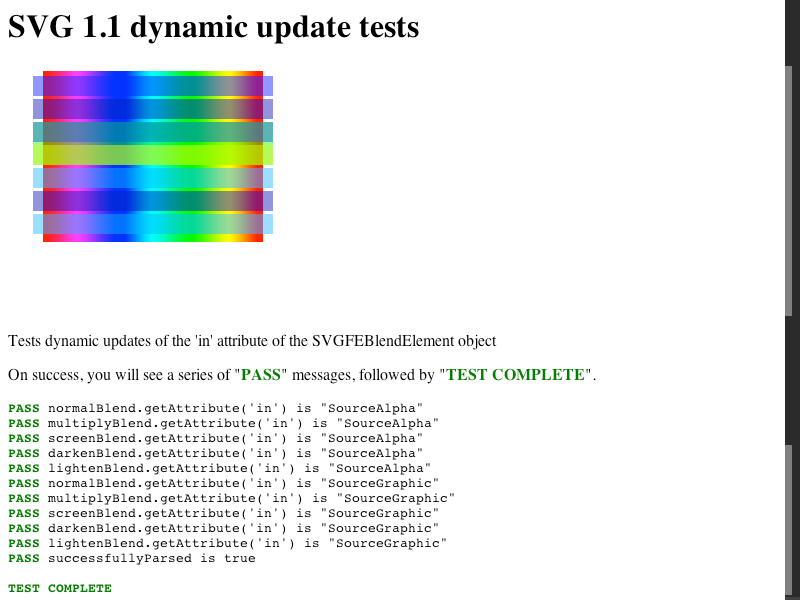 SVG 1.1 dynamic update tests
Tests dynamic updates of the 'in' attribute of the SVGFEBlendElement object
On success, you will see a series of "PASS" messages, followed by "TEST COMPLETE".
PASS normalBlend.getAttribute('in') is "SourceAlpha"
PASS multiplyBlend.getAttribute('in') is "SourceAlpha"
PASS screenBlend.getAttribute('in') is "SourceAlpha"
PASS darkenBlend.getAttribute('in') is "SourceAlpha"
PASS lightenBlend.getAttribute('in') is "SourceAlpha"
PASS normalBlend.getAttribute('in') is "SourceGraphic"
PASS multiplyBlend.getAttribute('in') is "SourceGraphic"
PASS screenBlend.getAttribute('in') is "SourceGraphic"
PASS darkenBlend.getAttribute('in') is "SourceGraphic"
PASS lightenBlend.getAttribute('in') is "SourceGraphic"
PASS successfullyParsed is true
TEST COMPLETE